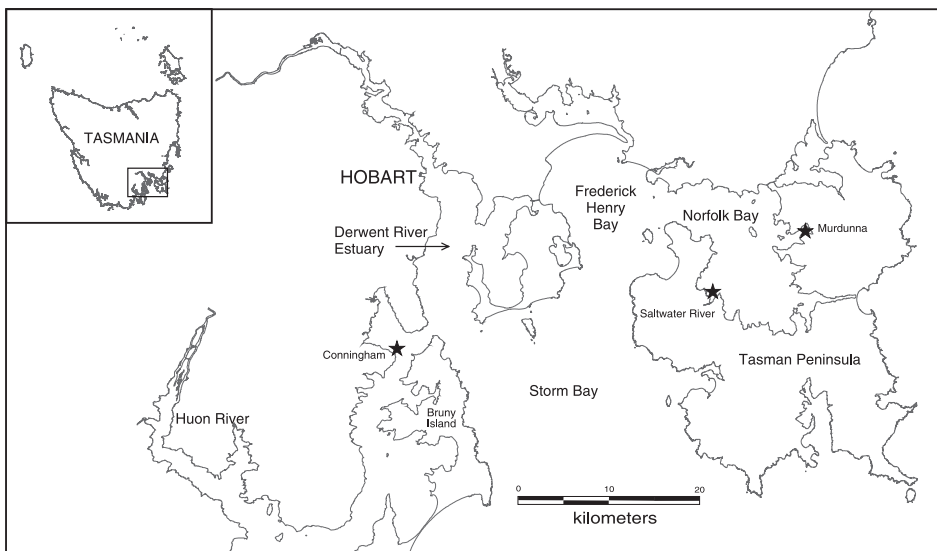 TASMANIA
HOBART
Derwent River
Estuary
Frederick
Henry
Bay
Norfolk Bay
Murdunna
Saltwater River
Conningham
Tasman Peninsula
Storm Bay
Bruny
Island
Huon River
0 10 20
kilometers